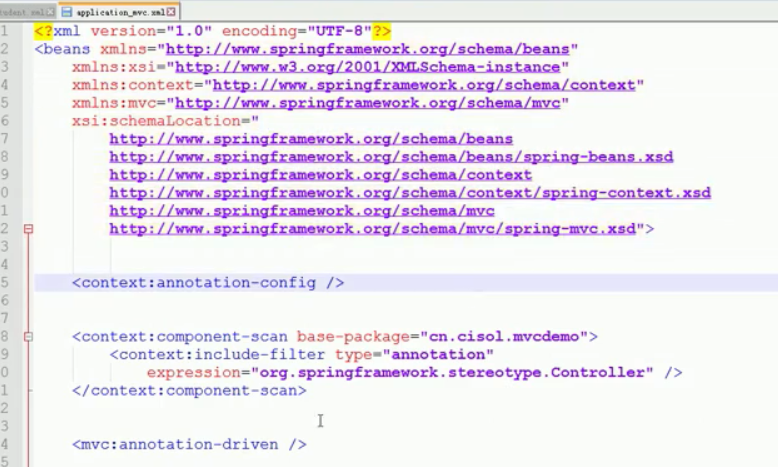 application_mvc.xml
1 <?xml version="1.0" encoding="UTF-8"?>
2 <beans xmlns="http://www.springframework.org/schema/beans"
3 xmlns:xsi="http://www.w3.org/2001/XMLSchema-instance"
4 xmlns:context="http://www.springframework.org/schema/context"
5 xmlns:mvc="http://www.springframework.org/schema/mvc"
6 xsi:schemaLocation="
7 http://www.springframework.org/schema/beans
8 http://www.springframework.org/schema/beans/spring-beans.xsd
9 http://www.springframework.org/schema/context
0 http://www.springframework.org/schema/context/spring-context.xsd
1 http://www.springframework.org/schema/mvc
2 http://www.springframework.org/schema/mvc/spring-mvc.xsd">
3
4
5 <context:annotation-config />
6
7
8 <context:component-scan base-package="cn.cisol.mvcdemo">
9 <context:include-filter type="annotation"
0 expression="org.springframework.stereotype.Controller" />
1 </context:component-scan>
2
3
4 <mvc:annotation-driven />
5